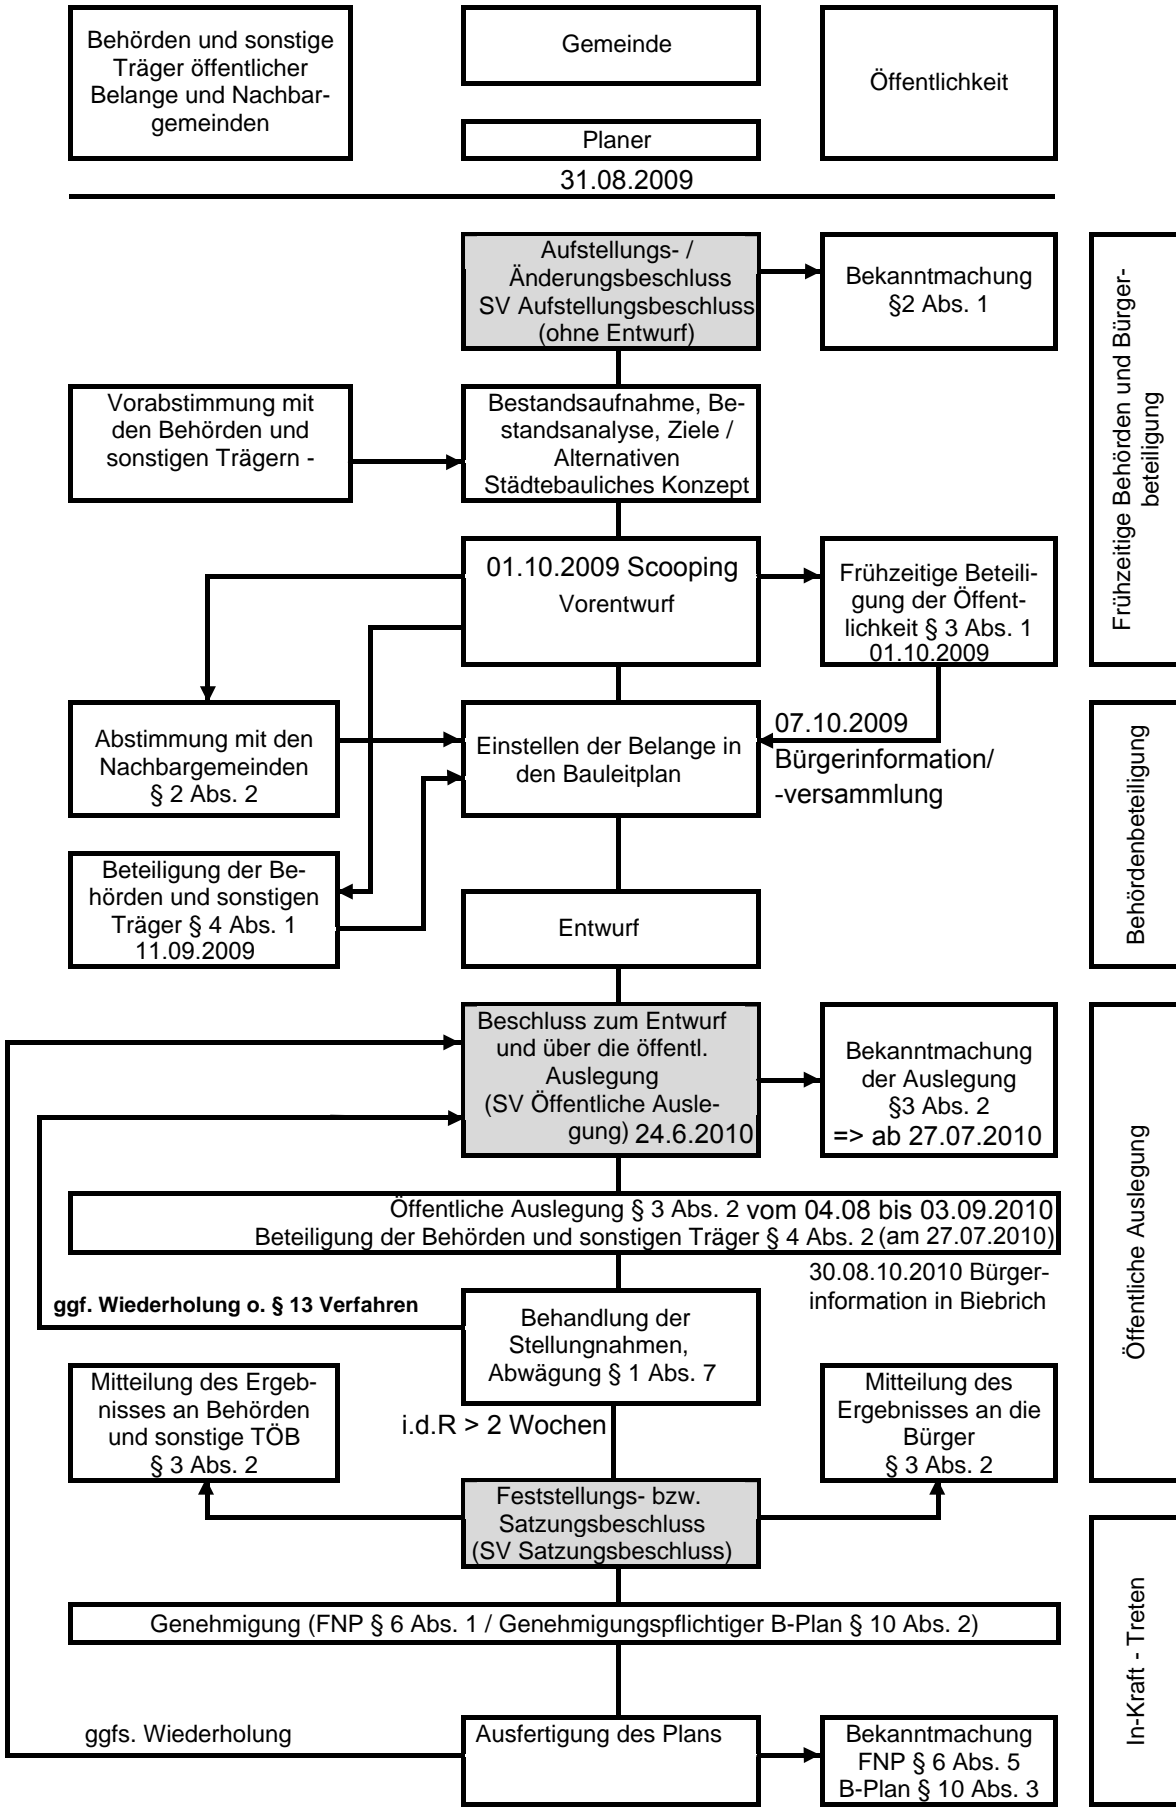 Behörden und sonstige
Träger öffentlicher
Belange und Nachbar-
gemeinden
Gemeinde
Planer
Öffentlichkeit
31.08.2009
Aufstellungs- /
Änderungsbeschluss
SV Aufstellungsbeschluss
(ohne Entwurf)
Bekanntmachung
§2 Abs. 1
Frühzeitige Behörden und Bürger-
beteiligung
Vorabstimmung mit
den Behörden und
sonstigen Trägern -
Bestandsaufnahme, Be-
standsanalyse, Ziele /
Alternativen
Städtebauliches Konzept
01.10.2009 Scooping
Vorentwurf
Frühzeitige Beteili-
gung der Öffent-
lichkeit § 3 Abs. 1
01.10.2009
Abstimmung mit den
Nachbargemeinden
§ 2 Abs. 2
Einstellen der Belange in
den Bauleitplan
07.10.2009
Bürgerinformation/
-versammlung
Behördenbeteiligung
Beteiligung der Be-
hörden und sonstigen
Träger § 4 Abs. 1
11.09.2009
Entwurf
Beschluss zum Entwurf
und über die öffentl.
Auslegung
(SV Öffentliche Ausle-
gung) 24.6.2010
Bekanntmachung
der Auslegung
§3 Abs. 2
=> ab 27.07.2010
Öffentliche Auslegung
Öffentliche Auslegung § 3 Abs. 2 vom 04.08 bis 03.09.2010
Beteiligung der Behörden und sonstigen Träger § 4 Abs. 2 (am 27.07.2010)
30.08.10.2010 Bürger-
information in Biebrich
ggf. Wiederholung o. § 13 Verfahren
Behandlung der
Stellungnahmen,
Abwägung § 1 Abs. 7
Mitteilung des Ergeb-
nisses an Behörden
und sonstige TÖB
§ 3 Abs. 2
i.d.R > 2 Wochen
Mitteilung des
Ergebnisses an die
Bürger
§ 3 Abs. 2
Feststellungs- bzw.
Satzungsbeschluss
(SV Satzungsbeschluss)
In-Kraft - Treten
Genehmigung (FNP § 6 Abs. 1 / Genehmigungspflichtiger B-Plan § 10 Abs. 2)
ggfs. Wiederholung
Ausfertigung des Plans
Bekanntmachung
FNP § 6 Abs. 5
B-Plan § 10 Abs. 3